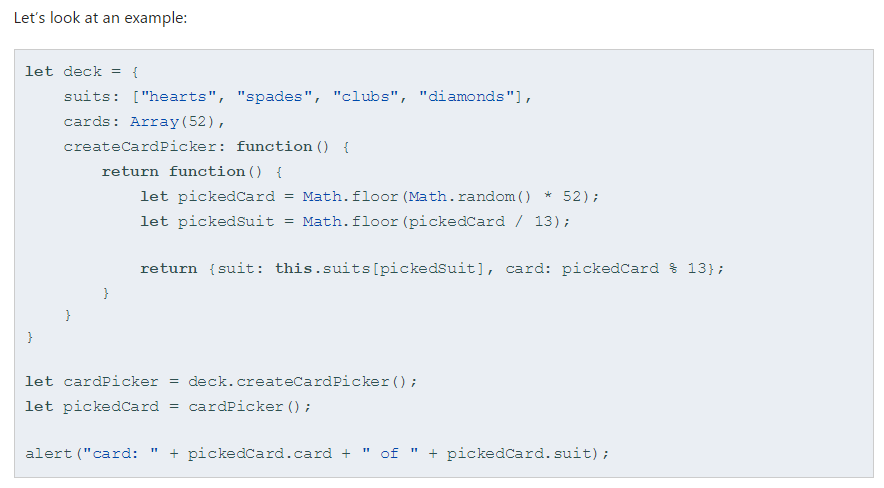 Let's look at an example:
let deck = {
    suits: ["hearts", "spades", "clubs", "diamonds"],
    cards: Array(52),
    createCardPicker: function() {
        return function() {
            let pickedCard = Math.floor(Math.random() * 52);
            let pickedSuit = Math.floor(pickedCard / 13);

            return {suit: this.suits[pickedSuit], card: pickedCard % 13};
        }
    }
}

let cardPicker = deck.createCardPicker();
let pickedCard = cardPicker();

alert("card: " + pickedCard.card + " of " + pickedCard.suit);